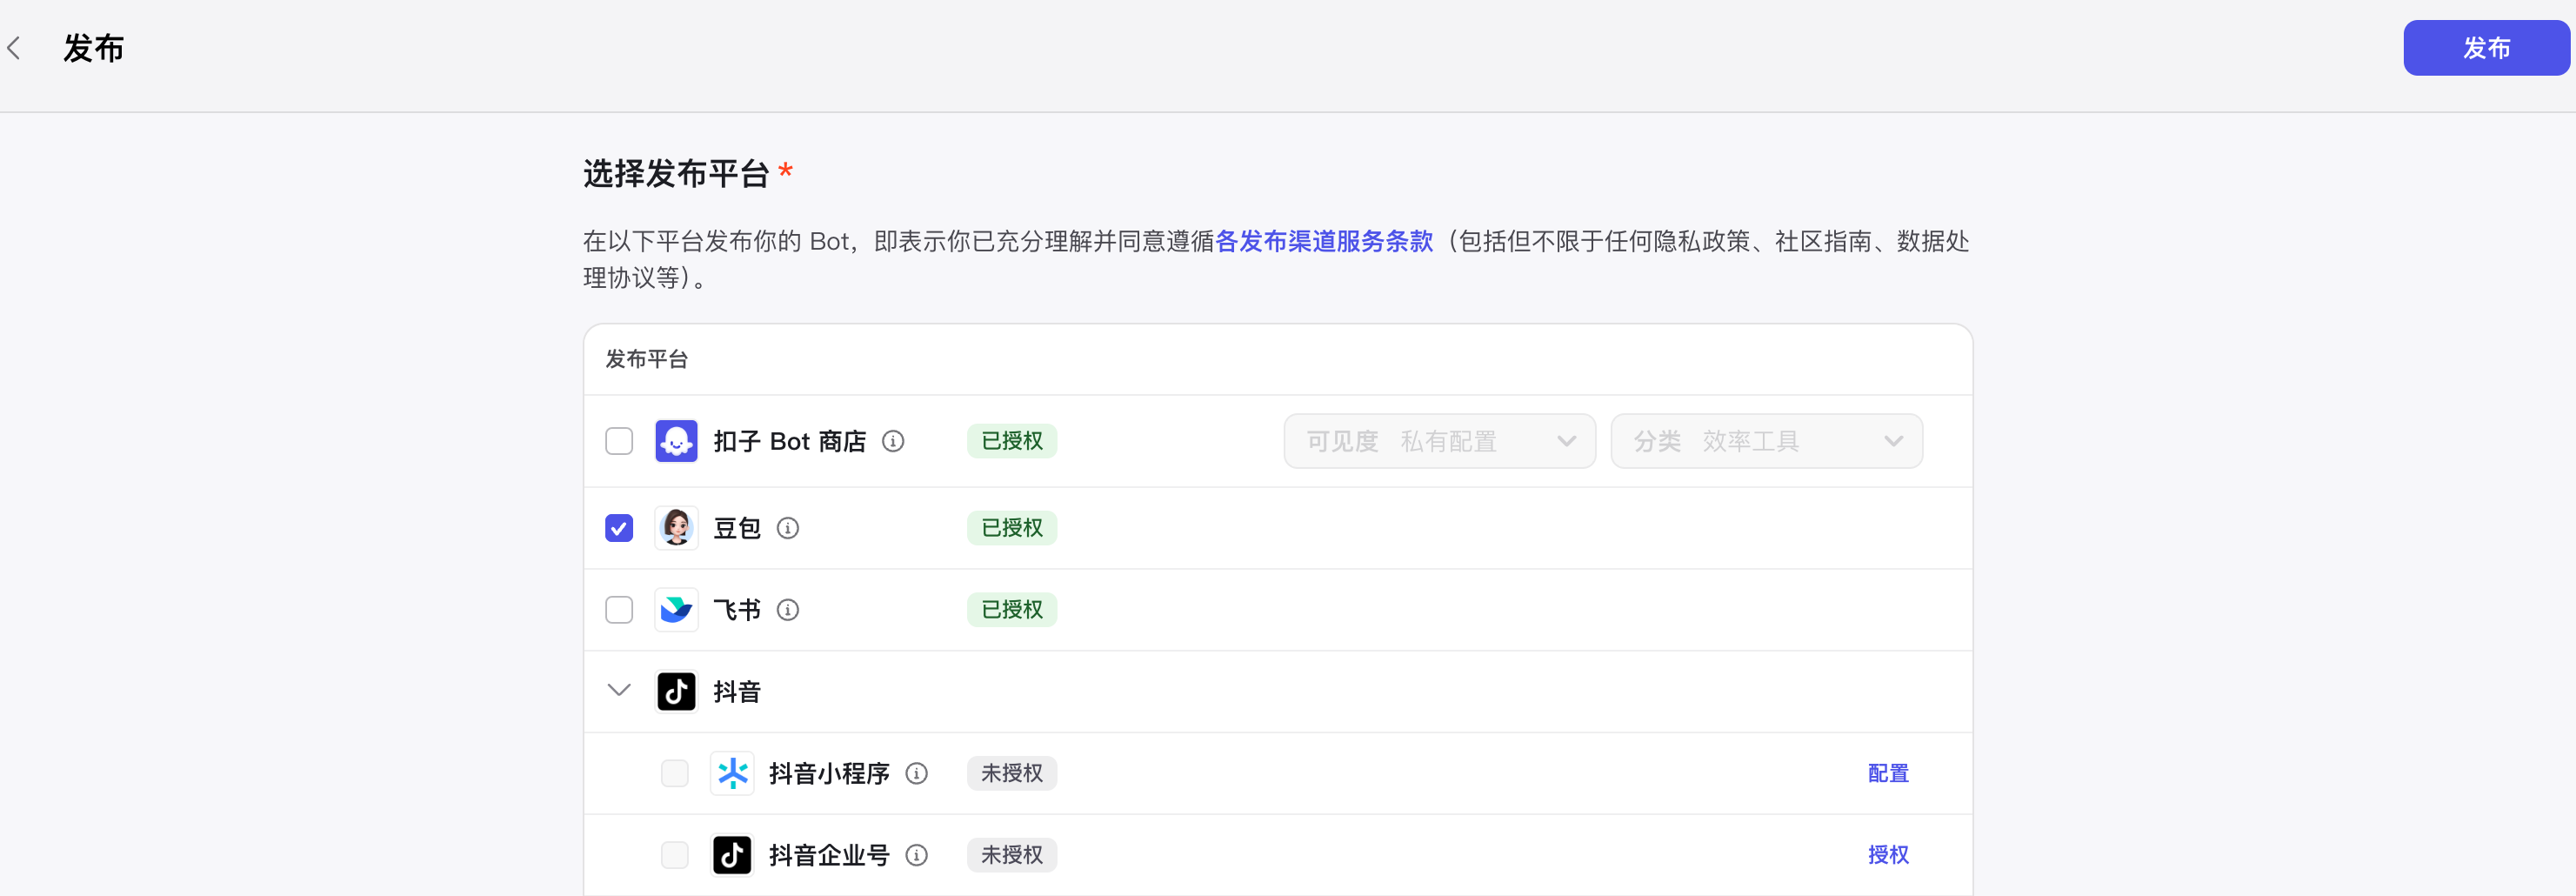 发布
发布
选择发布平台 *
在以下平台发布你的 Bot，即表示你已充分理解并同意遵循各发布渠道服务条款（包括但不限于任何隐私政策、社区指南、数据处
理协议等）。
发布平台
扣子 Bot 商店 已授权 可见度 私有配置 分类 效率工具
豆包 已授权
飞书 已授权
抖音
抖音小程序 未授权 配置
抖音企业号 未授权 授权